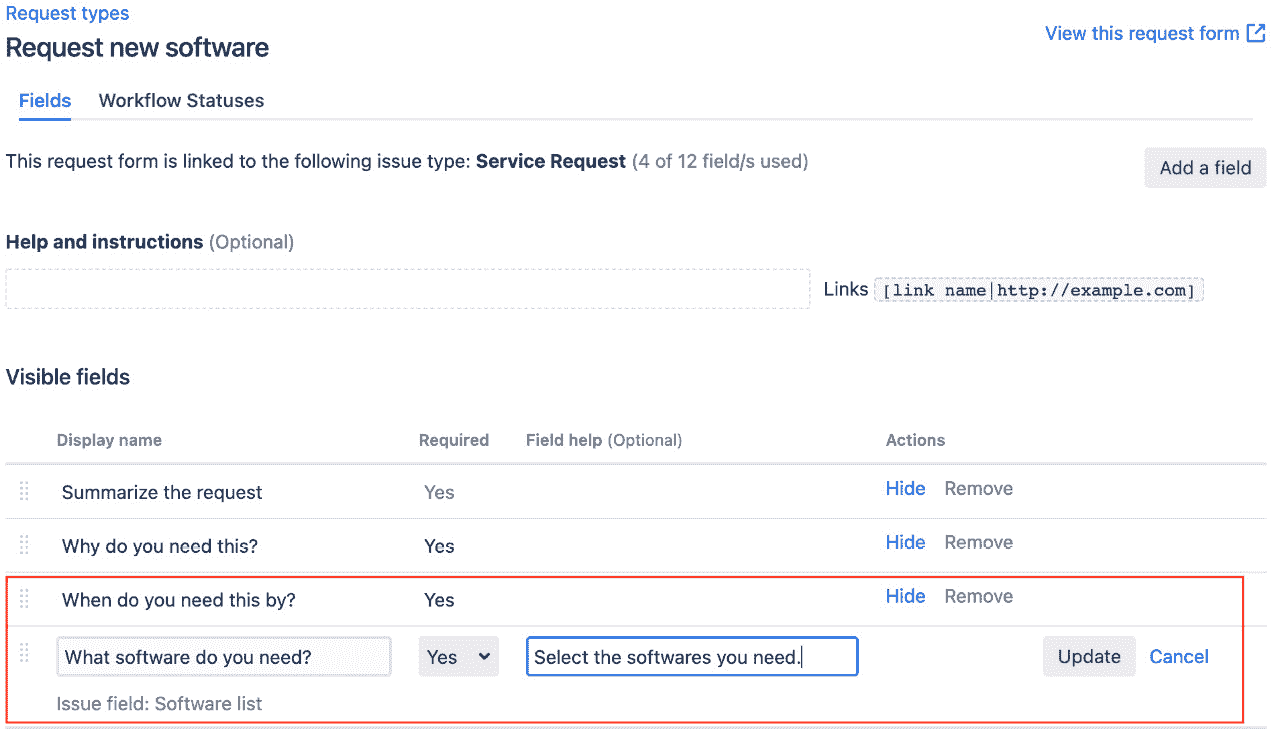 Request types
View this request form
Request new software
Fields Workflow Statuses
This request form is linked to the following issue type: Service Request (4 of 12 field/s used)
Add a field
Help and instructions (Optional)
Links [link name|http://example.com]
Visible fields
Display name Required Field help (Optional) Actions
Summarize the request Yes Hide Remove
Why do you need this? Yes Hide Remove
When do you need this by? Yes Hide Remove
What software do you need? Yes Select the softwares you need. Update Cancel
Issue field: Software list